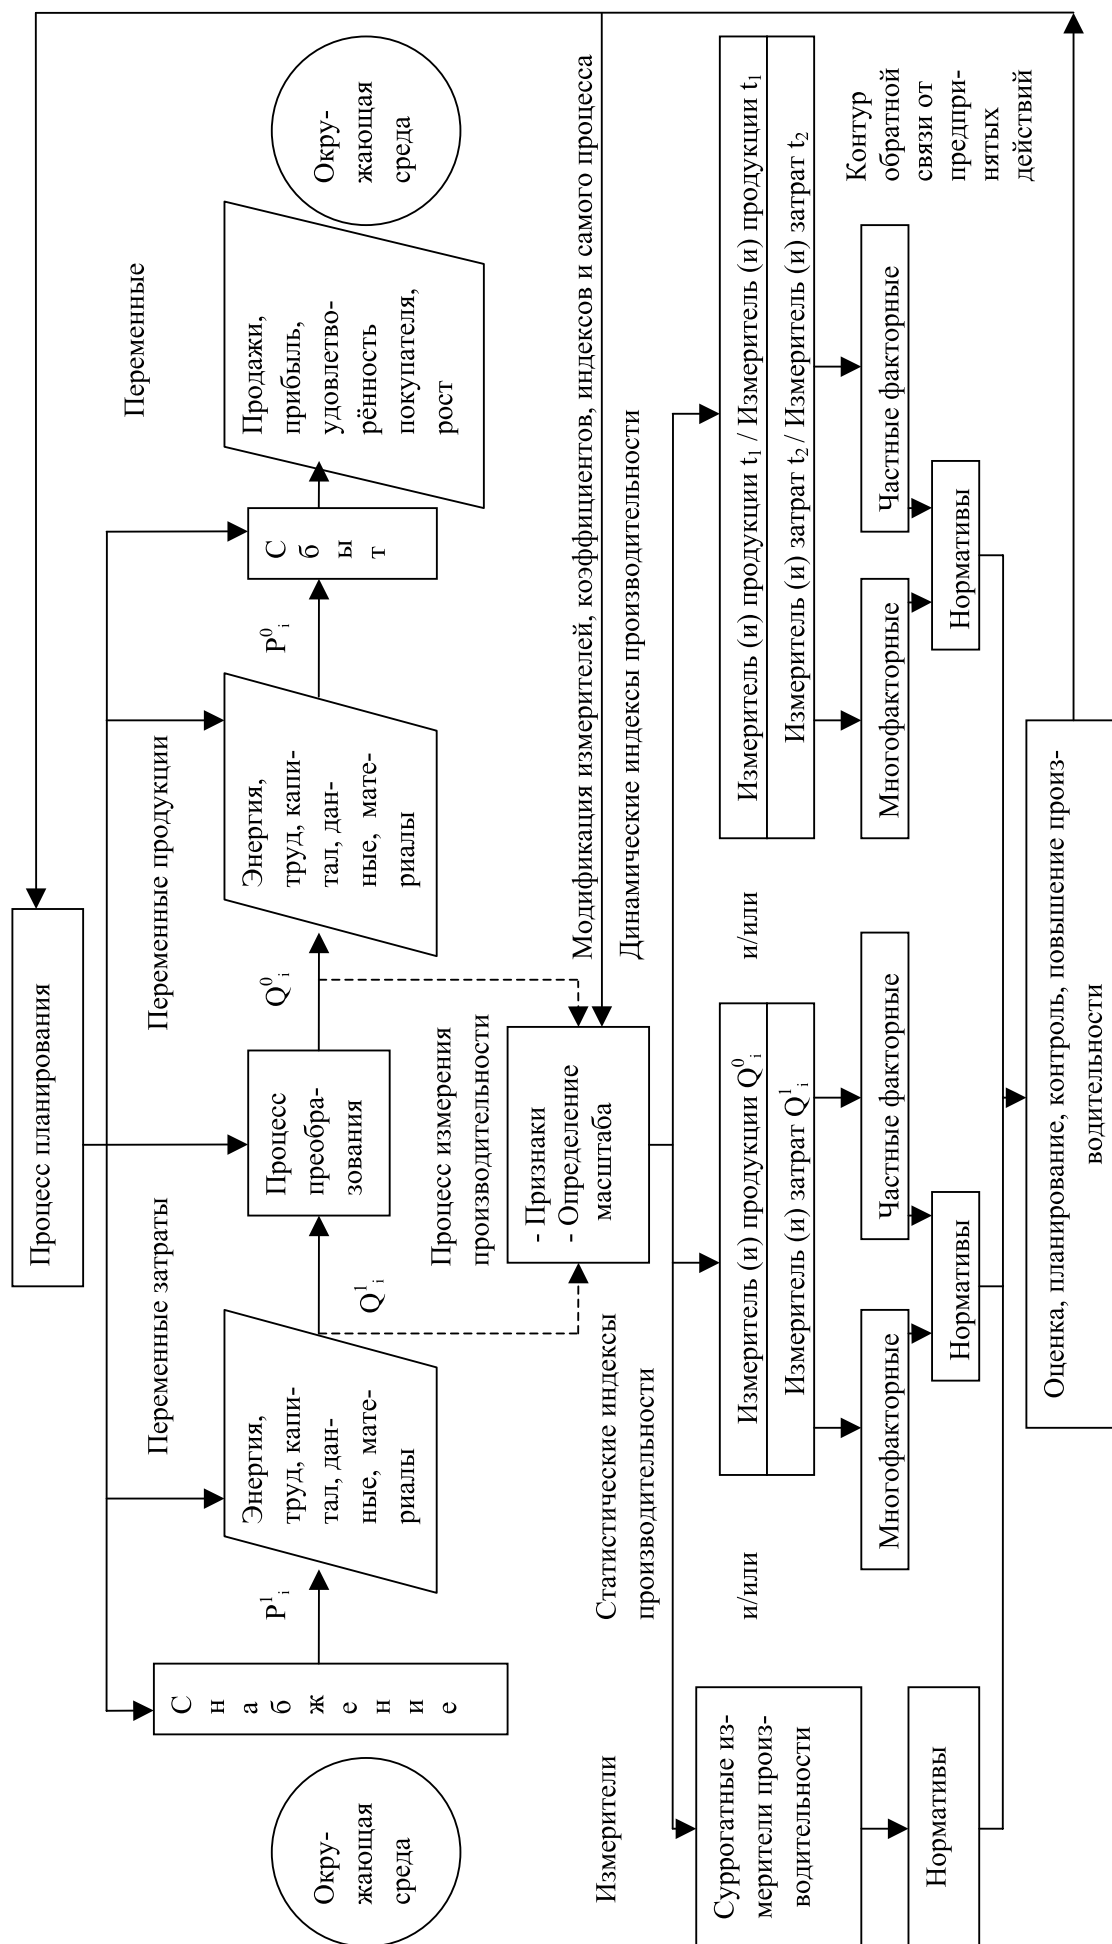 Процесс планирования
Переменные затраты
Переменные продукции
Переменные
Окру-
жающая
среда
С
н
а
б
ж
е
н
и
е
P¹ᵢ
Энергия,
труд, капи-
тал, дан-
ные, мате-
риалы
Q¹ᵢ
Процесс
преобра-
зования
Q⁰ᵢ
Энергия,
труд, капи-
тал, дан-
ные, мате-
риалы
P⁰ᵢ
С
б
ы
т
Продажи,
прибыль,
удовлетво-
рённость
покупателя,
рост
Окру-
жающая
среда
Процесс измерения
производительности
- Признаки
- Определение
масштаба
Модификация измерителей, коэффициентов, индексов и самого процесса
Измерители
Статистические индексы
производительности
Динамические индексы производительности
Суррогатные из-
мерители произ-
водительности
и/или
Измеритель (и) продукции Q⁰ᵢ
Измеритель (и) затрат Q¹ᵢ
и/или
Измеритель (и) продукции t₁ / Измеритель (и) продукции t₁
Измеритель (и) затрат t₂ / Измеритель (и) затрат t₂
Контур
обратной
связи от
предпри-
нятых
действий
Многофакторные
Частные факторные
Многофакторные
Частные факторные
Нормативы
Нормативы
Нормативы
Оценка, планирование, контроль, повышение произ-
водительности